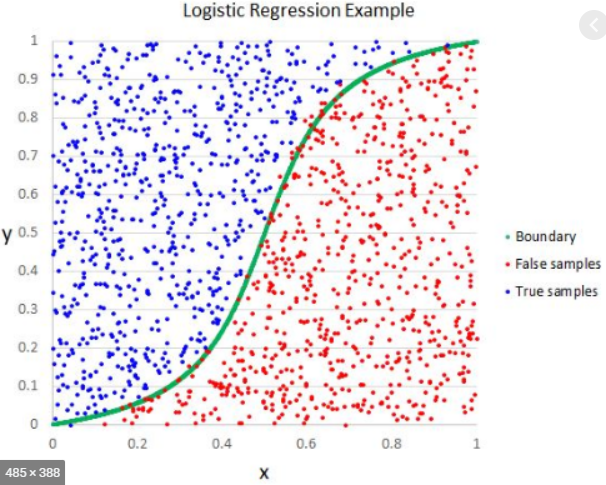 Logistic Regression Example
1
0.9
0.8
0.7
0.6
y 0.5
0.4
0.3
0.2
0.1
0
0 0.2 0.4 0.6 0.8 1
x
Boundary
False samples
True samples
485 × 388